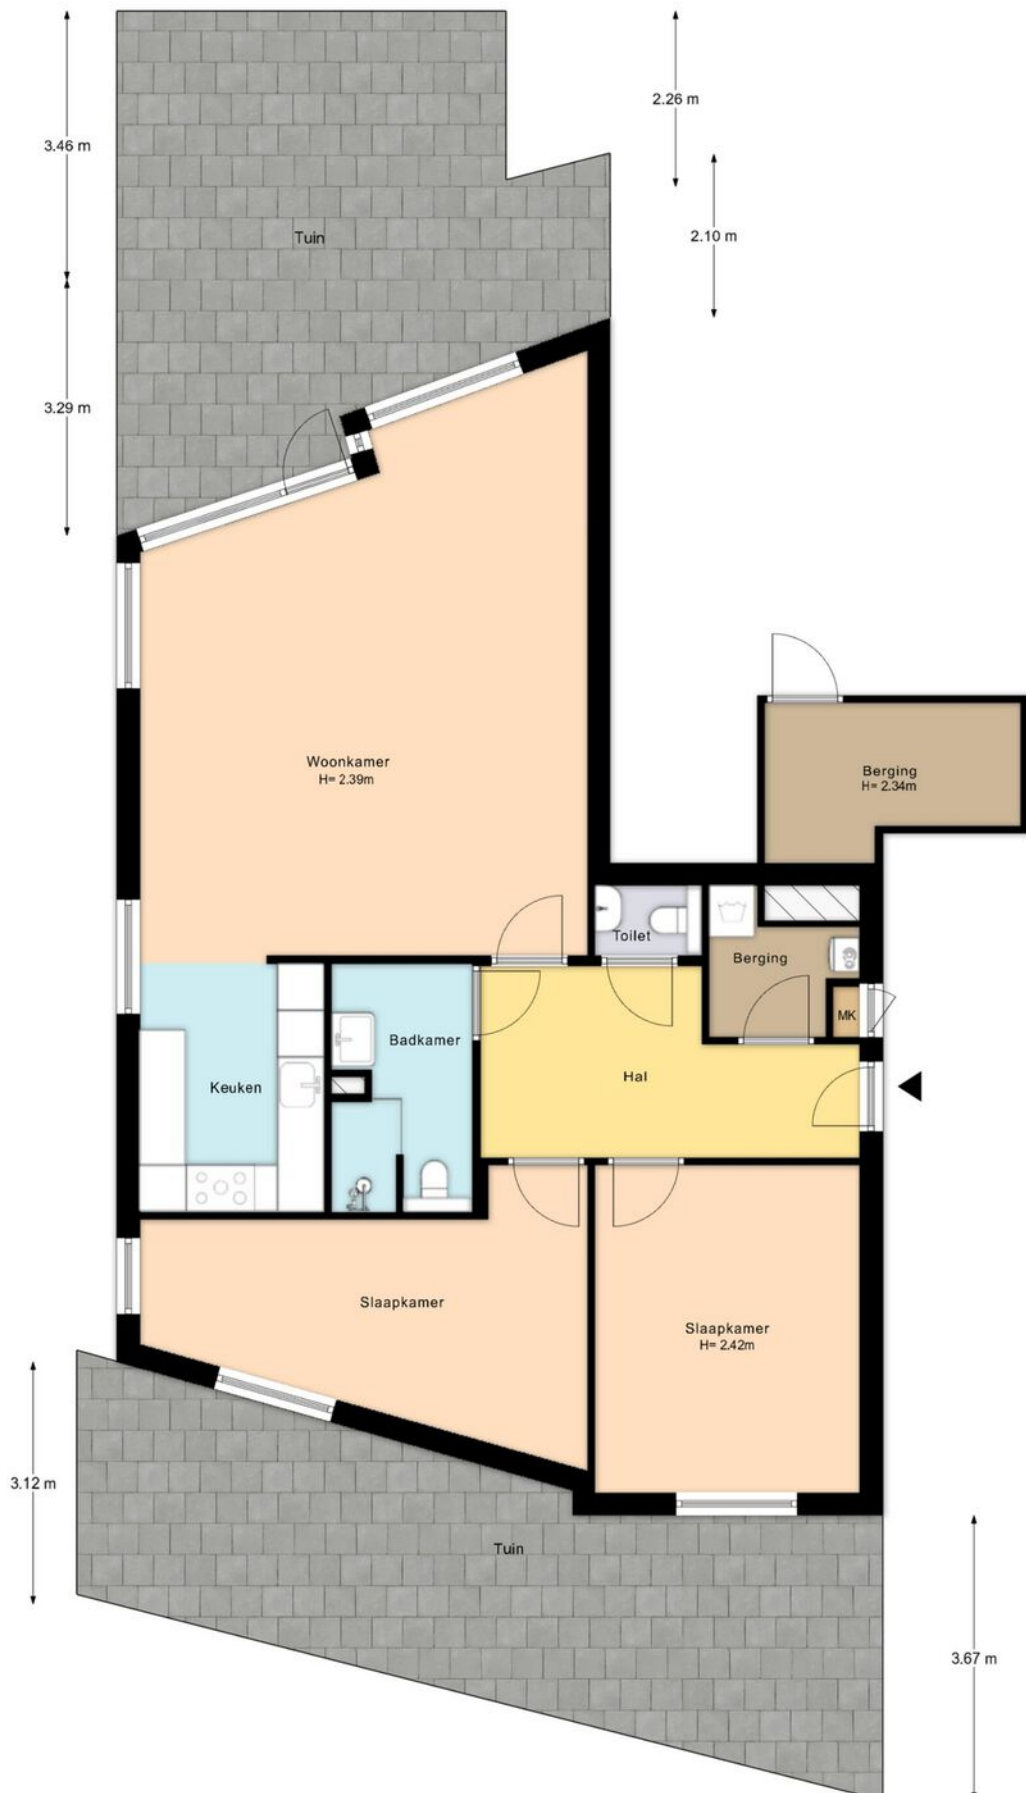 2.26 m
3.46 m
2.10 m
Tuin
3.29 m
Woonkamer
H= 2.39m
Berging
H= 2.34m
Toilet
Berging
MK
Badkamer
Hal
Keuken
Slaapkamer
Slaapkamer
H= 2.42m
3.12 m
Tuin
3.67 m